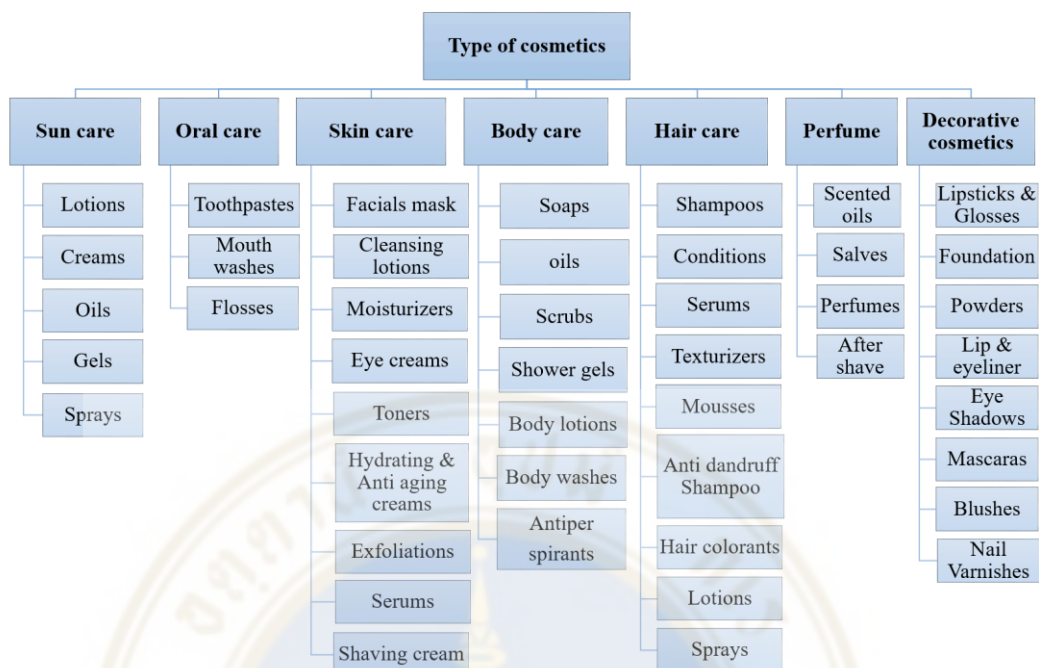 Type of cosmetics
Sun care
Oral care
Skin care
Body care
Hair care
Perfume
Decorative
cosmetics
Lotions
Creams
Oils
Gels
Sprays
Toothpastes
Mouth
washes
Flosses
Facials mask
Cleansing
lotions
Moisturizers
Eye creams
Toners
Hydrating &
Anti aging
creams
Exfoliations
Serums
Shaving cream
Soaps
oils
Scrubs
Shower gels
Body lotions
Body washes
Antiper
spirants
Shampoos
Conditions
Serums
Texturizers
Mousses
Anti dandruff
Shampoo
Hair colorants
Lotions
Sprays
Scented
oils
Salves
Perfumes
After
shave
Lipsticks &
Glosses
Foundation
Powders
Lip &
eyeliner
Eye
Shadows
Mascaras
Blushes
Nail
Varnishes